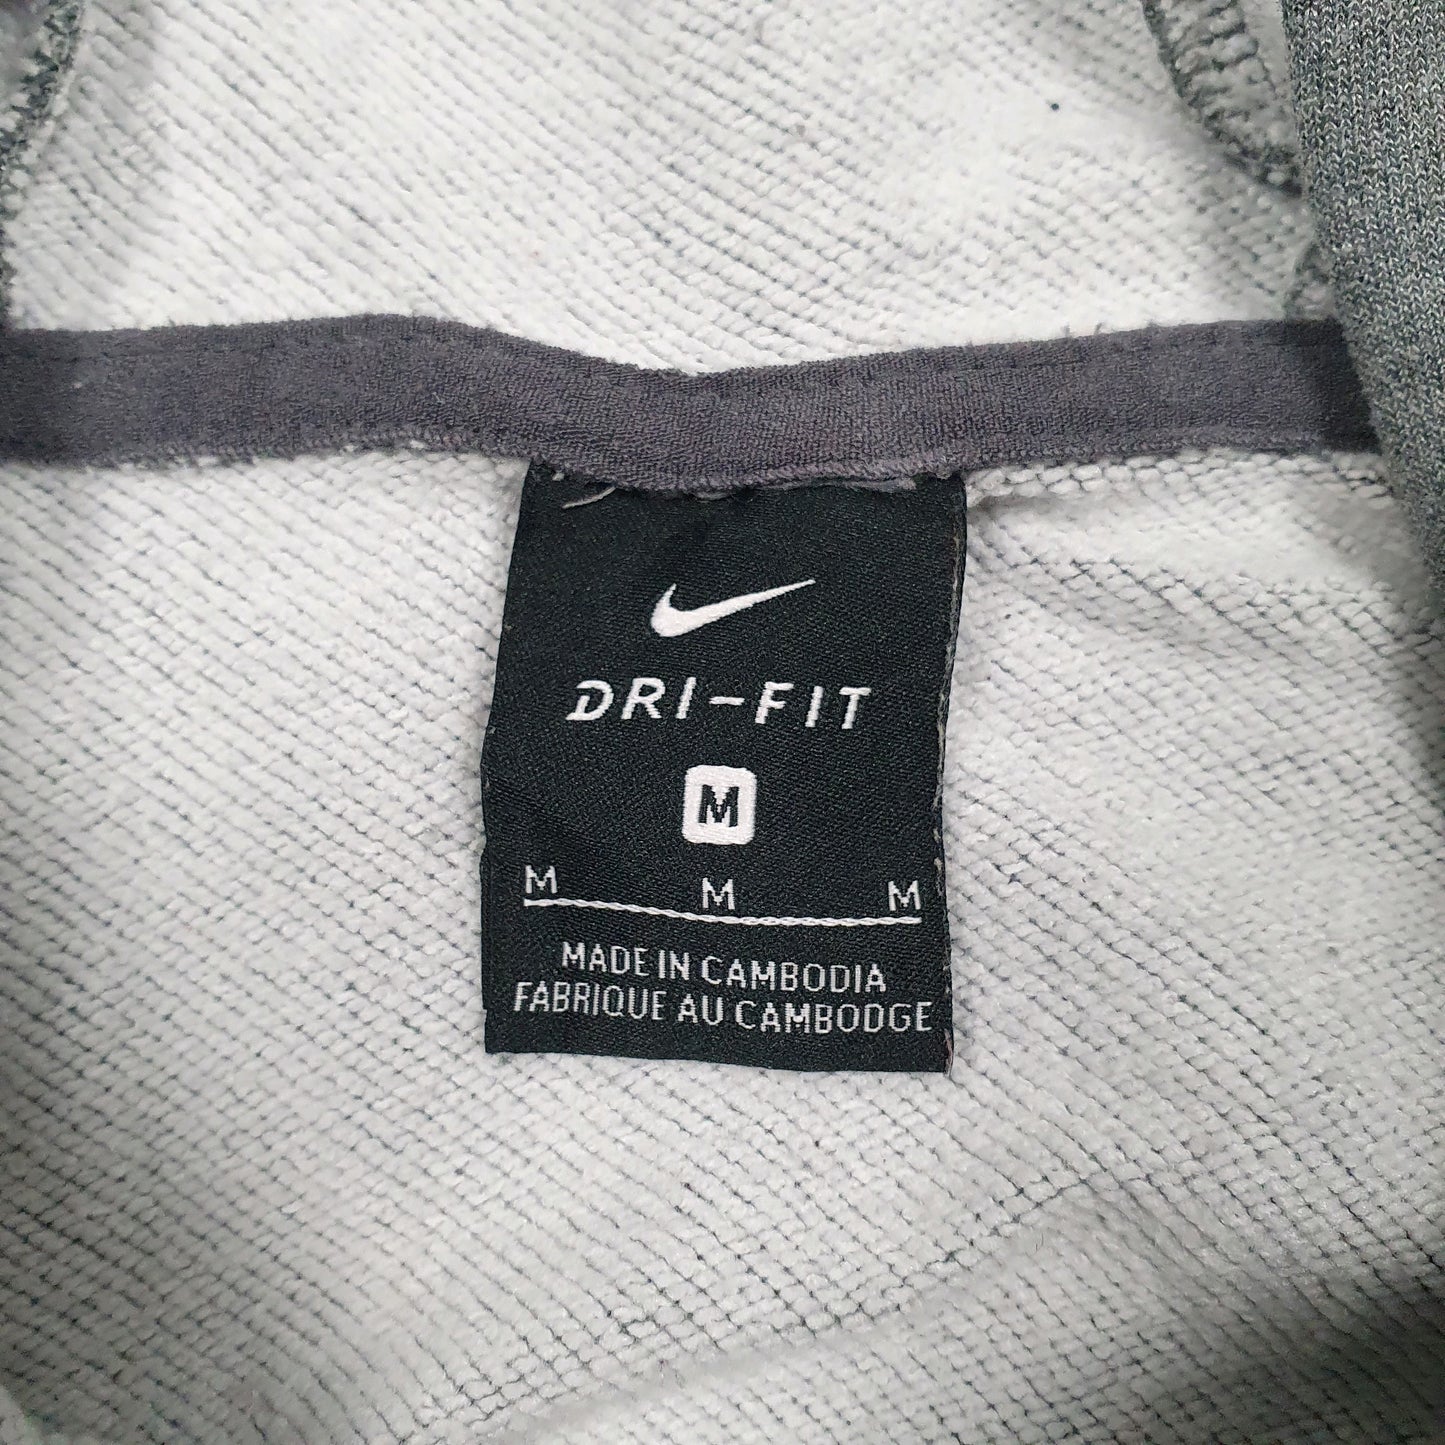 DRI-FIT
M
M M M
MADE IN CAMBODIA
FABRIQUE AU CAMBODGE